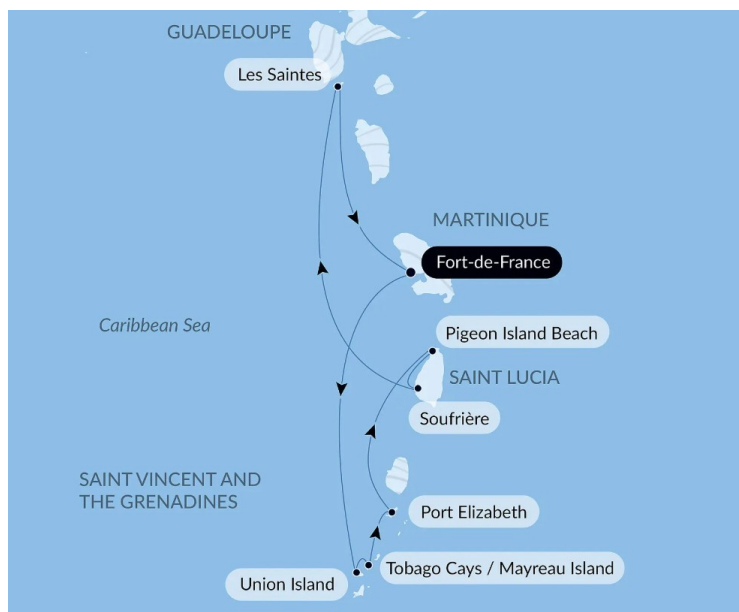 GUADELOUPE
Les Saintes
MARTINIQUE
Fort-de-France
Caribbean Sea
Pigeon Island Beach
SAINT LUCIA
Soufrière
SAINT VINCENT AND
THE GRENADINES
Port Elizabeth
Tobago Cays / Mayreau Island
Union Island